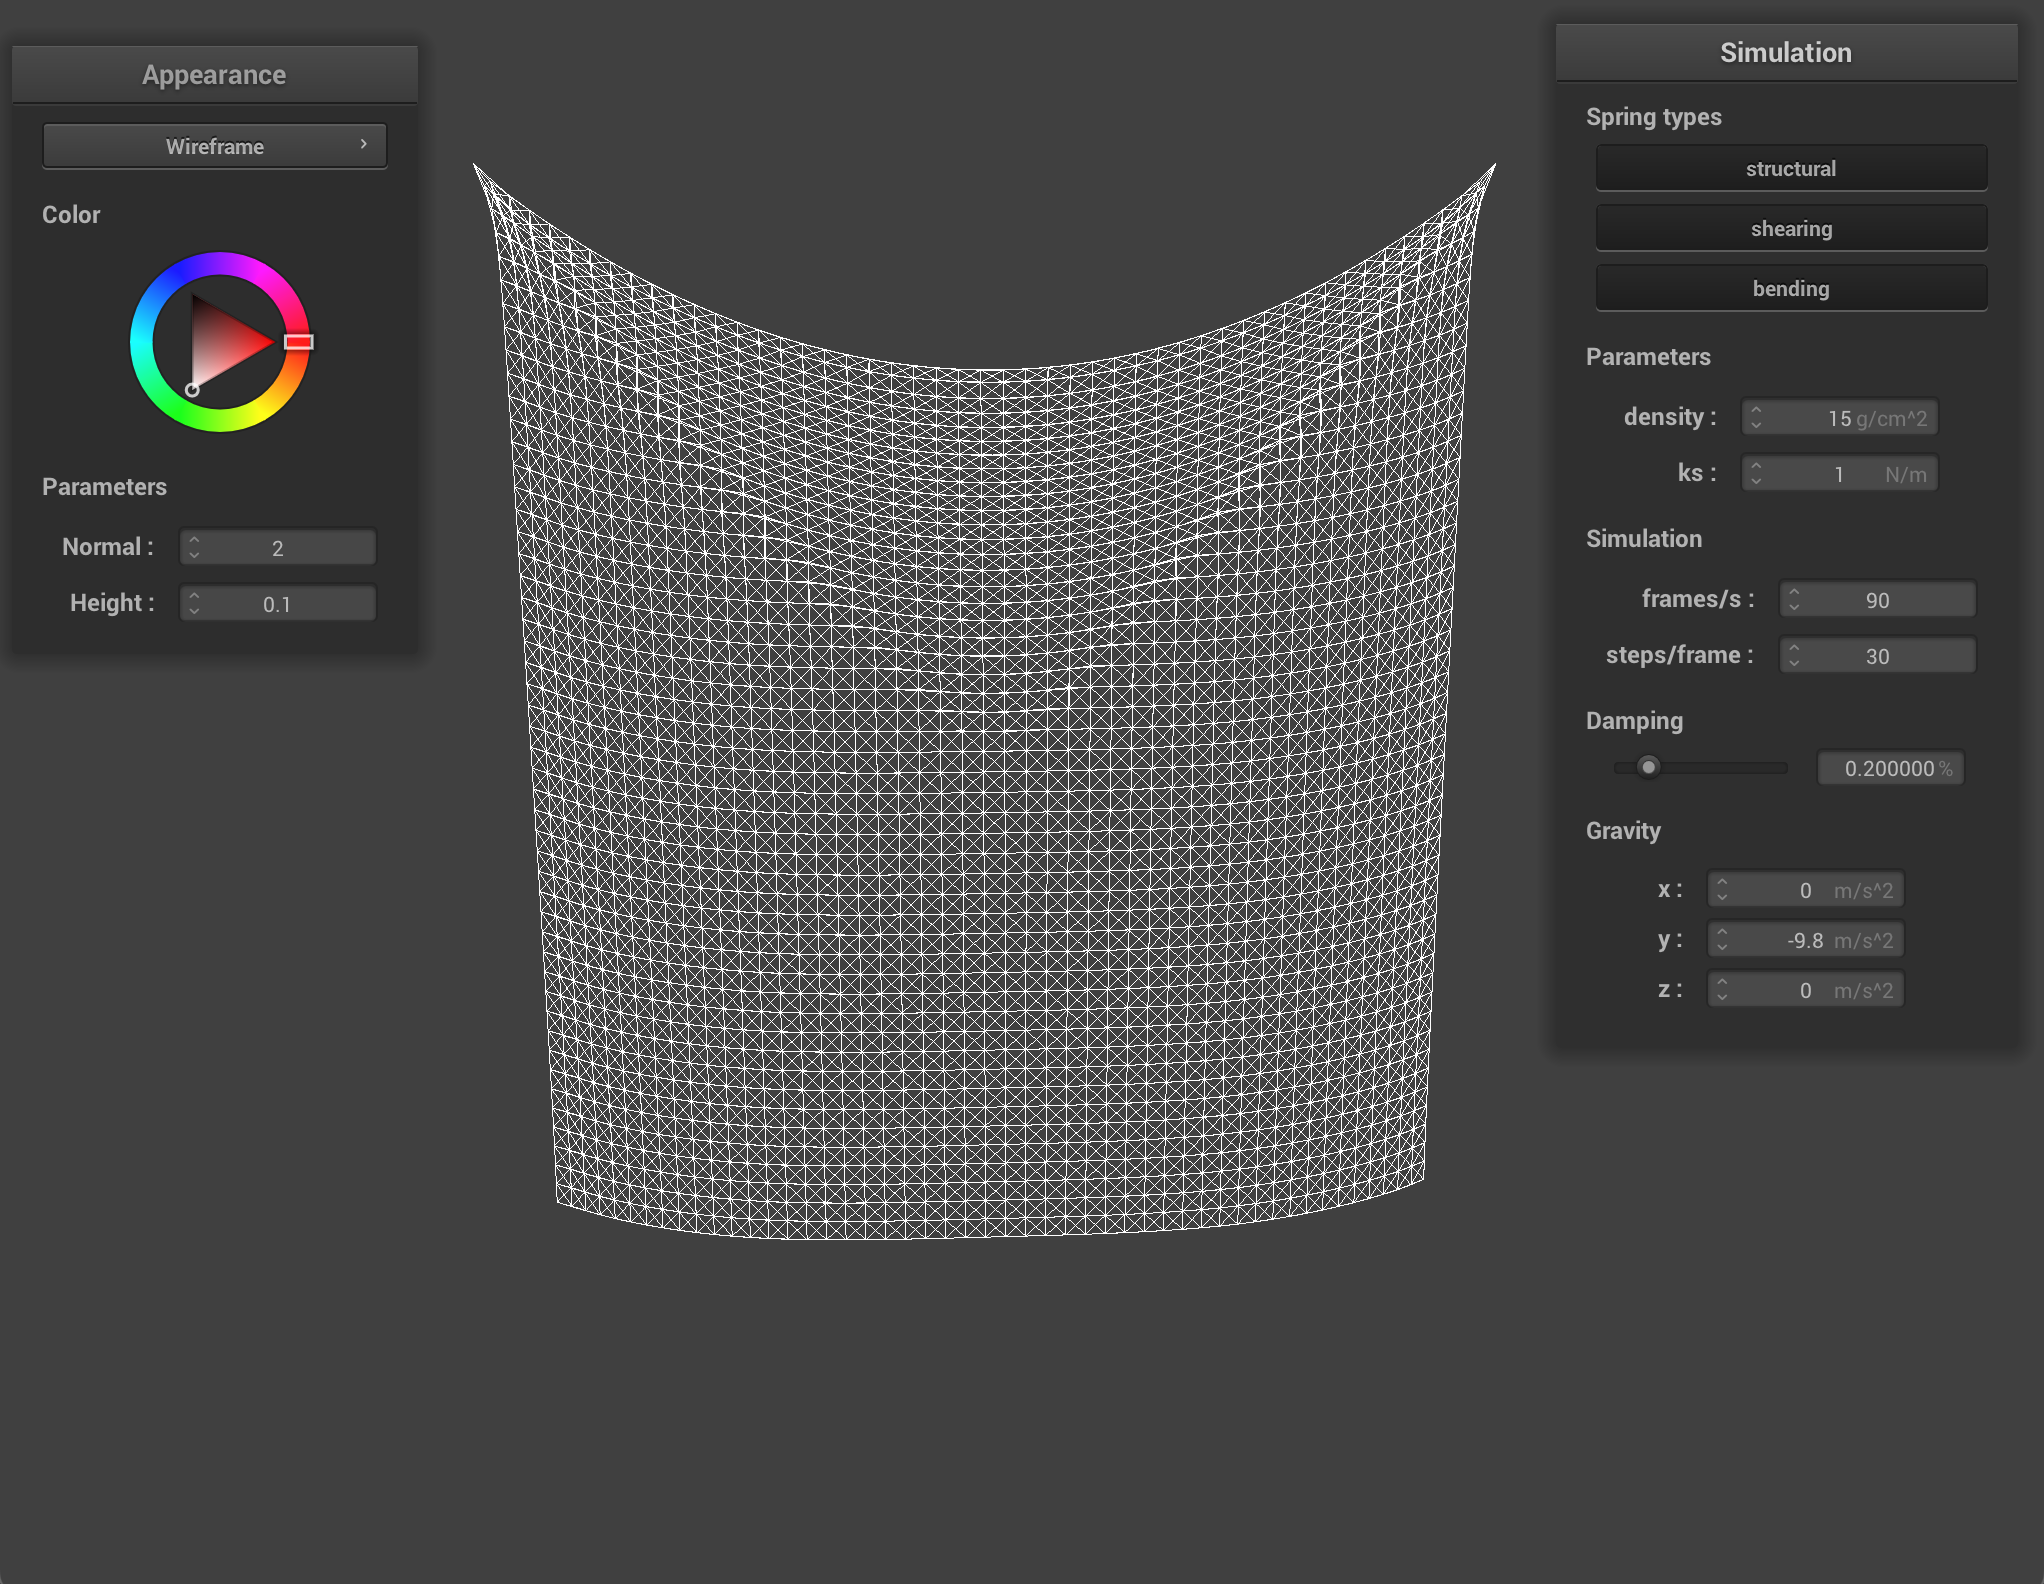 Appearance
Wireframe
Color
Parameters
Normal : 2
Height : 0.1
Simulation
Spring types
structural
shearing
bending
Parameters
density : 15 g/cm^2
ks : 1 N/m
Simulation
frames/s : 90
steps/frame : 30
Damping
0.200000 %
Gravity
x : 0 m/s^2
y : -9.8 m/s^2
z : 0 m/s^2